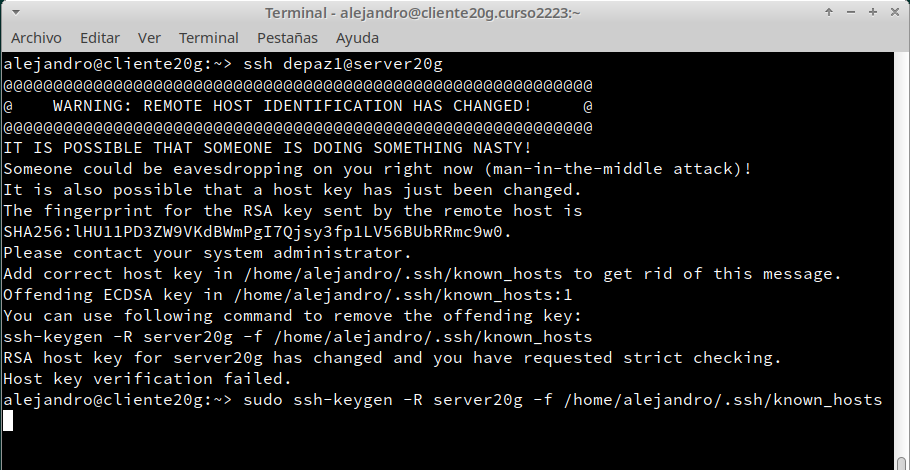 Terminal - alejandro@cliente20g.curso2223:~
Archivo Editar Ver Terminal Pestañas Ayuda
alejandro@cliente20g:~> ssh depaz1@server20g
@@@@@@@@@@@@@@@@@@@@@@@@@@@@@@@@@@@@@@@@@@@@@@@@@@@@@@@@@@@
@    WARNING: REMOTE HOST IDENTIFICATION HAS CHANGED!     @
@@@@@@@@@@@@@@@@@@@@@@@@@@@@@@@@@@@@@@@@@@@@@@@@@@@@@@@@@@@
IT IS POSSIBLE THAT SOMEONE IS DOING SOMETHING NASTY!
Someone could be eavesdropping on you right now (man-in-the-middle attack)!
It is also possible that a host key has just been changed.
The fingerprint for the RSA key sent by the remote host is
SHA256:lHU11PD3ZW9VKdBWmPgI7Qjsy3fp1LV56BUbRRmc9w0.
Please contact your system administrator.
Add correct host key in /home/alejandro/.ssh/known_hosts to get rid of this message.
Offending ECDSA key in /home/alejandro/.ssh/known_hosts:1
You can use following command to remove the offending key:
ssh-keygen -R server20g -f /home/alejandro/.ssh/known_hosts
RSA host key for server20g has changed and you have requested strict checking.
Host key verification failed.
alejandro@cliente20g:~> sudo ssh-keygen -R server20g -f /home/alejandro/.ssh/known_hosts